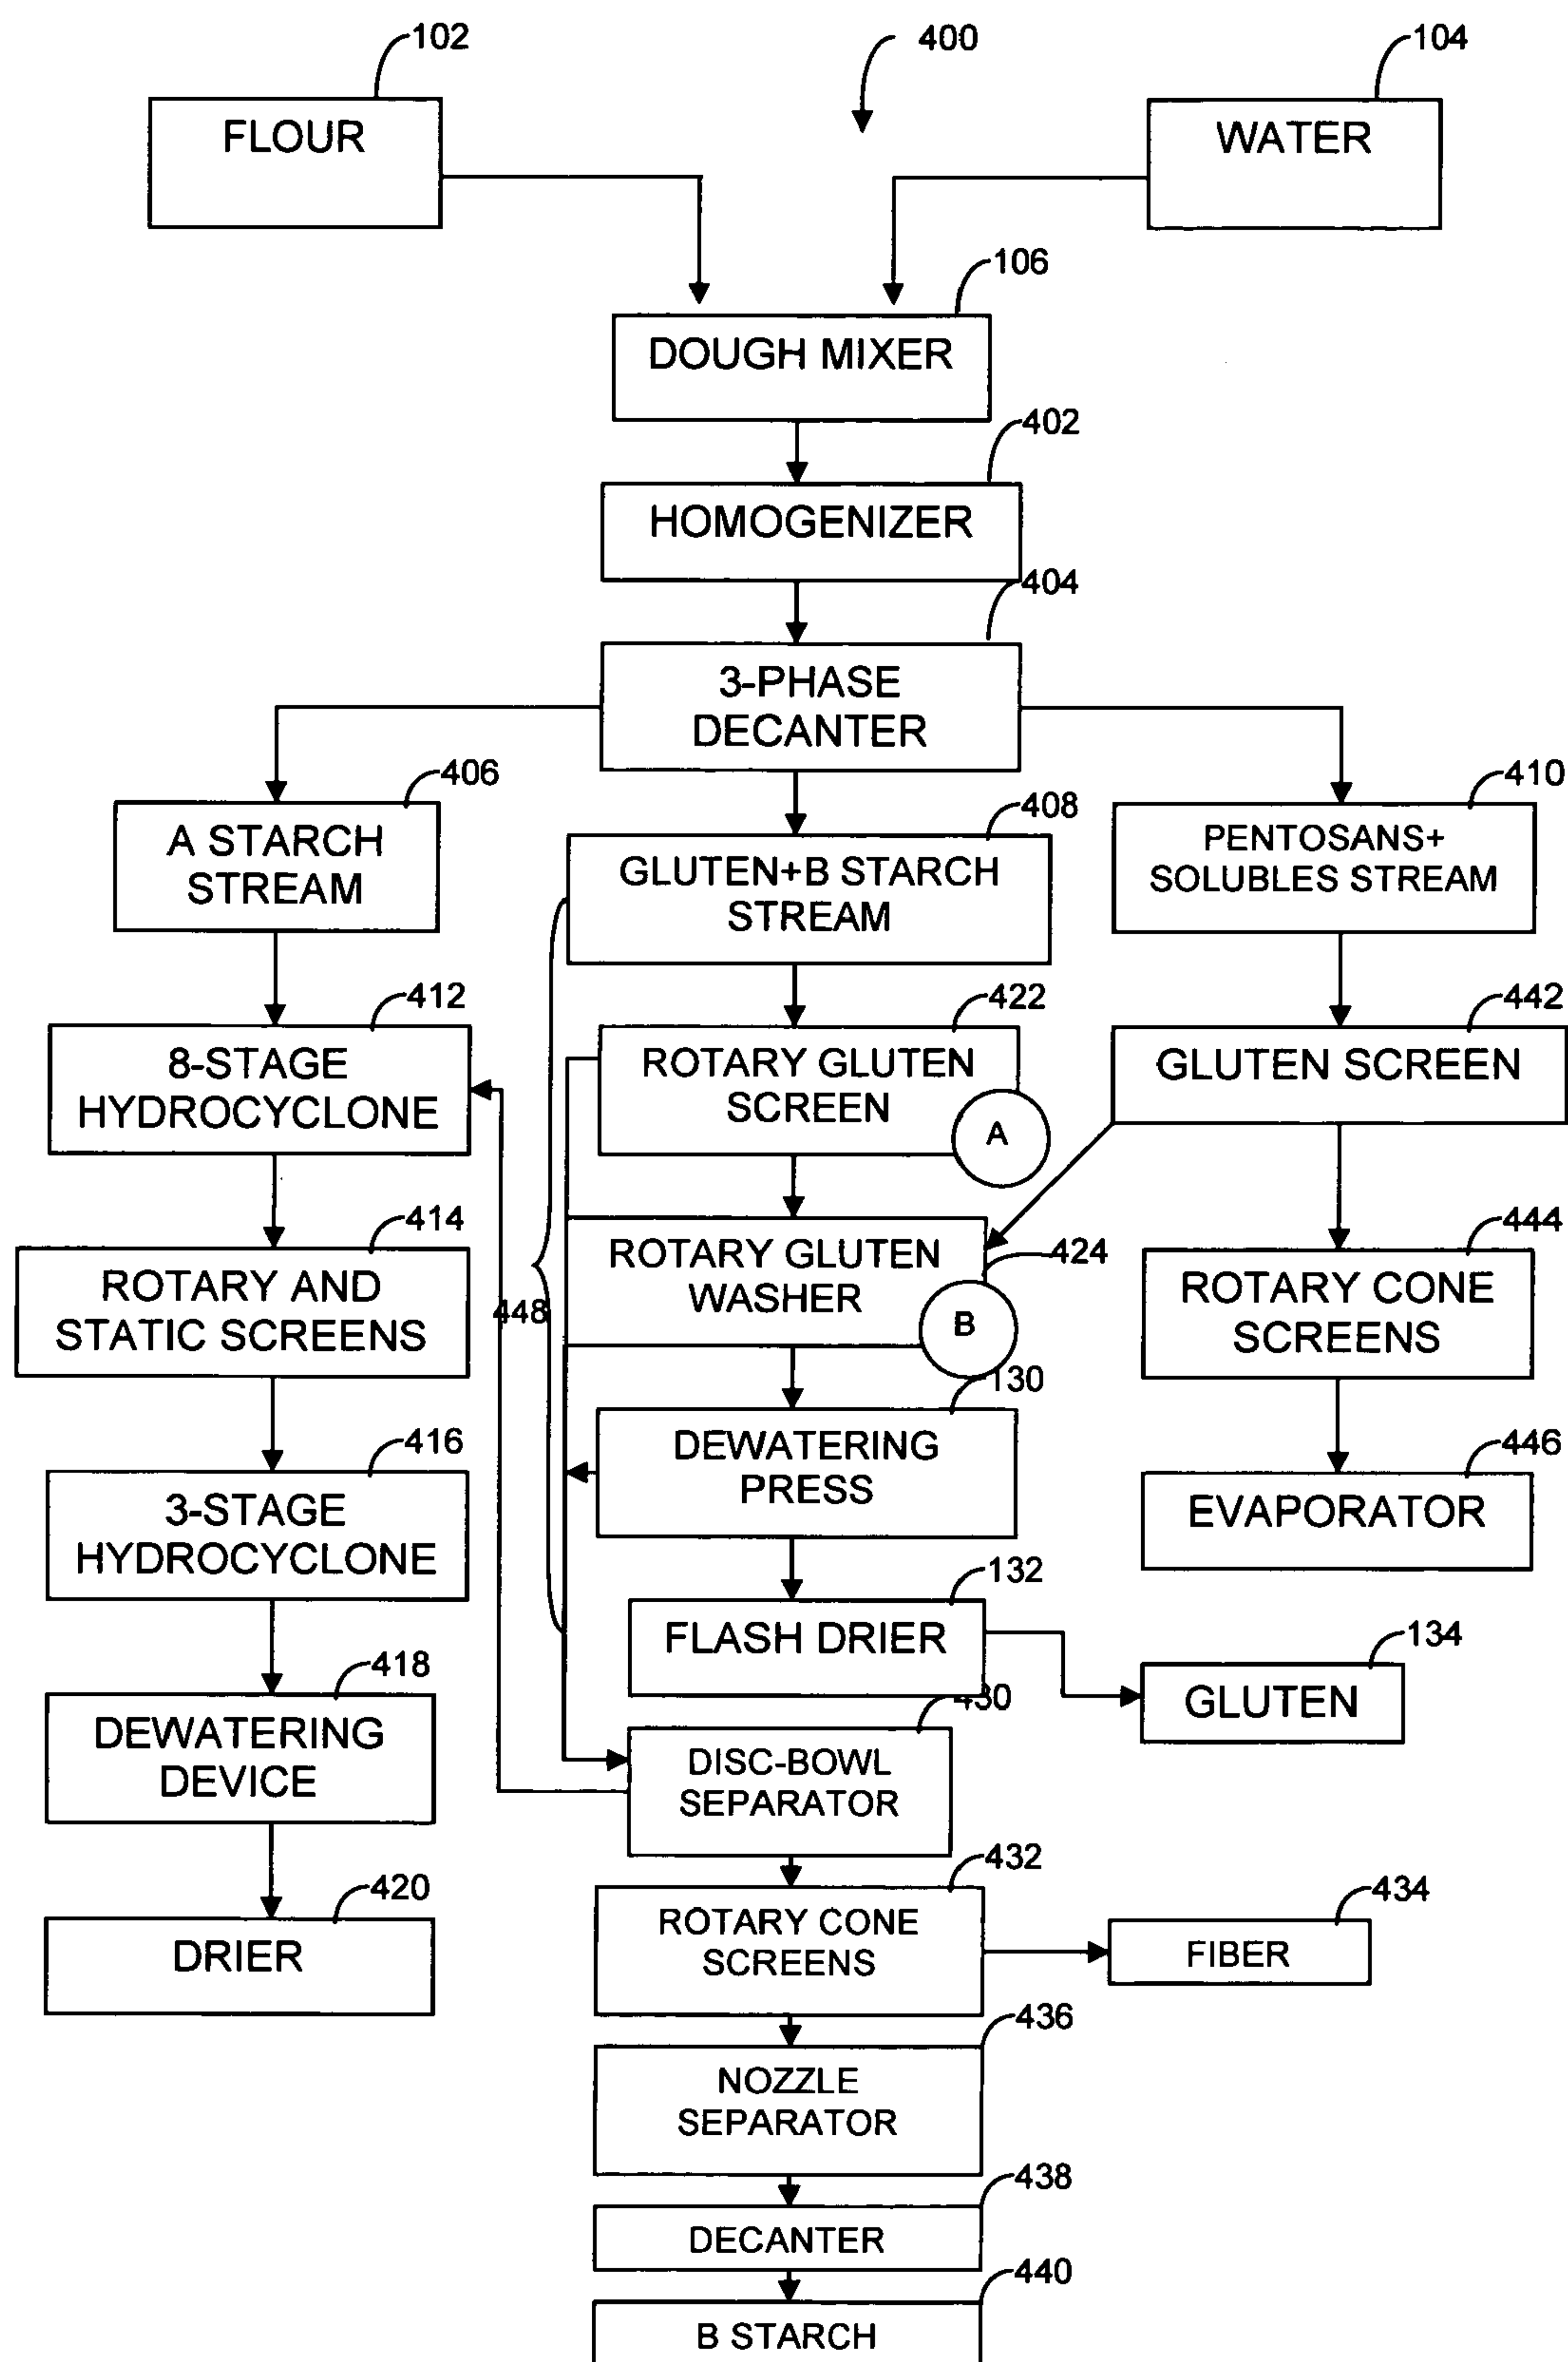 102
400
104
FLOUR
WATER
106
DOUGH MIXER
402
HOMOGENIZER
404
3-PHASE
DECANTER
406
A STARCH
STREAM
408
GLUTEN+B STARCH
STREAM
410
PENTOSANS+
SOLUBLES STREAM
412
8-STAGE
HYDROCYCLONE
422
ROTARY GLUTEN
SCREEN
A
442
GLUTEN SCREEN
414
ROTARY AND
STATIC SCREENS
448
ROTARY GLUTEN
WASHER
424
B
444
ROTARY CONE
SCREENS
416
3-STAGE
HYDROCYCLONE
130
DEWATERING
PRESS
446
EVAPORATOR
132
FLASH DRIER
134
GLUTEN
418
DEWATERING
DEVICE
430
DISC-BOWL
SEPARATOR
420
DRIER
432
ROTARY CONE
SCREENS
434
FIBER
436
NOZZLE
SEPARATOR
438
DECANTER
440
B STARCH